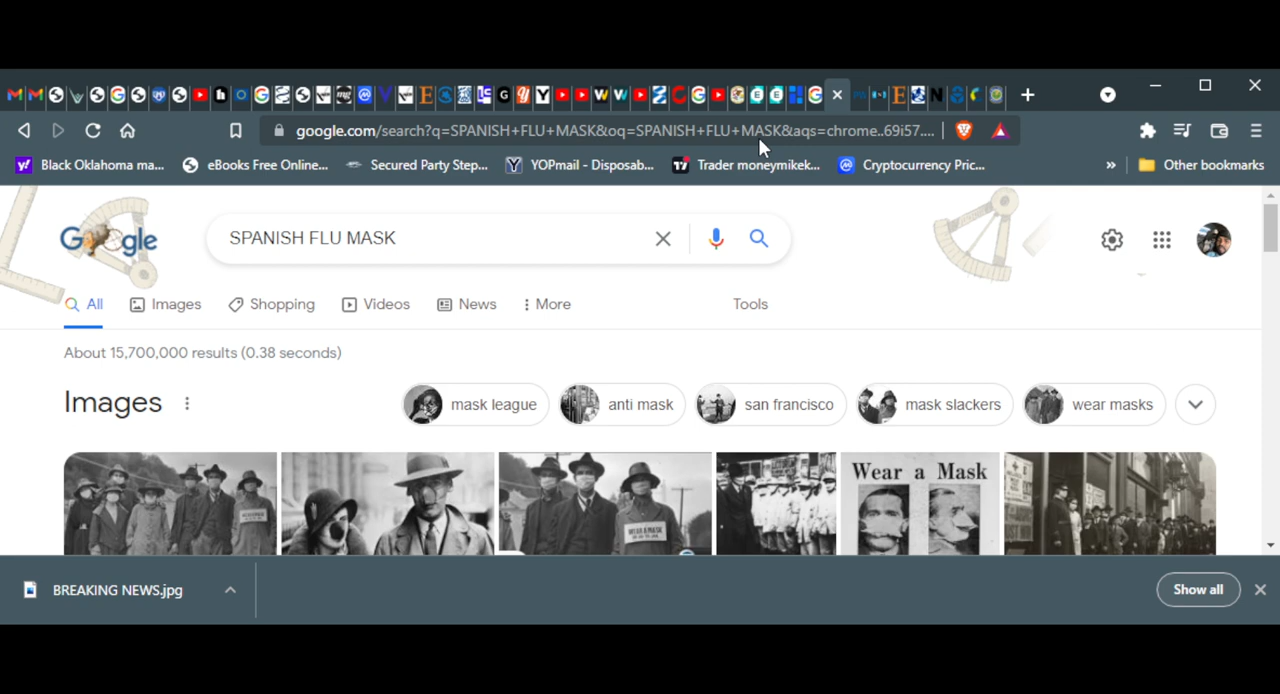 google.com/search?q=SPANISH+FLU+MASK&oq=SPANISH+FLU+MASK&aqs=chrome..69i57....
Black Oklahoma ma... eBooks Free Online... Secured Party Step... YOPmail - Disposab... Trader moneymikek... Cryptocurrency Pric... » Other bookmarks
Google SPANISH FLU MASK
All Images Shopping Videos News More Tools
About 15,700,000 results (0.38 seconds)
Images mask league anti mask san francisco mask slackers wear masks
Wear a Mask
WEAR A MASK
BREAKING NEWS.jpg Show all